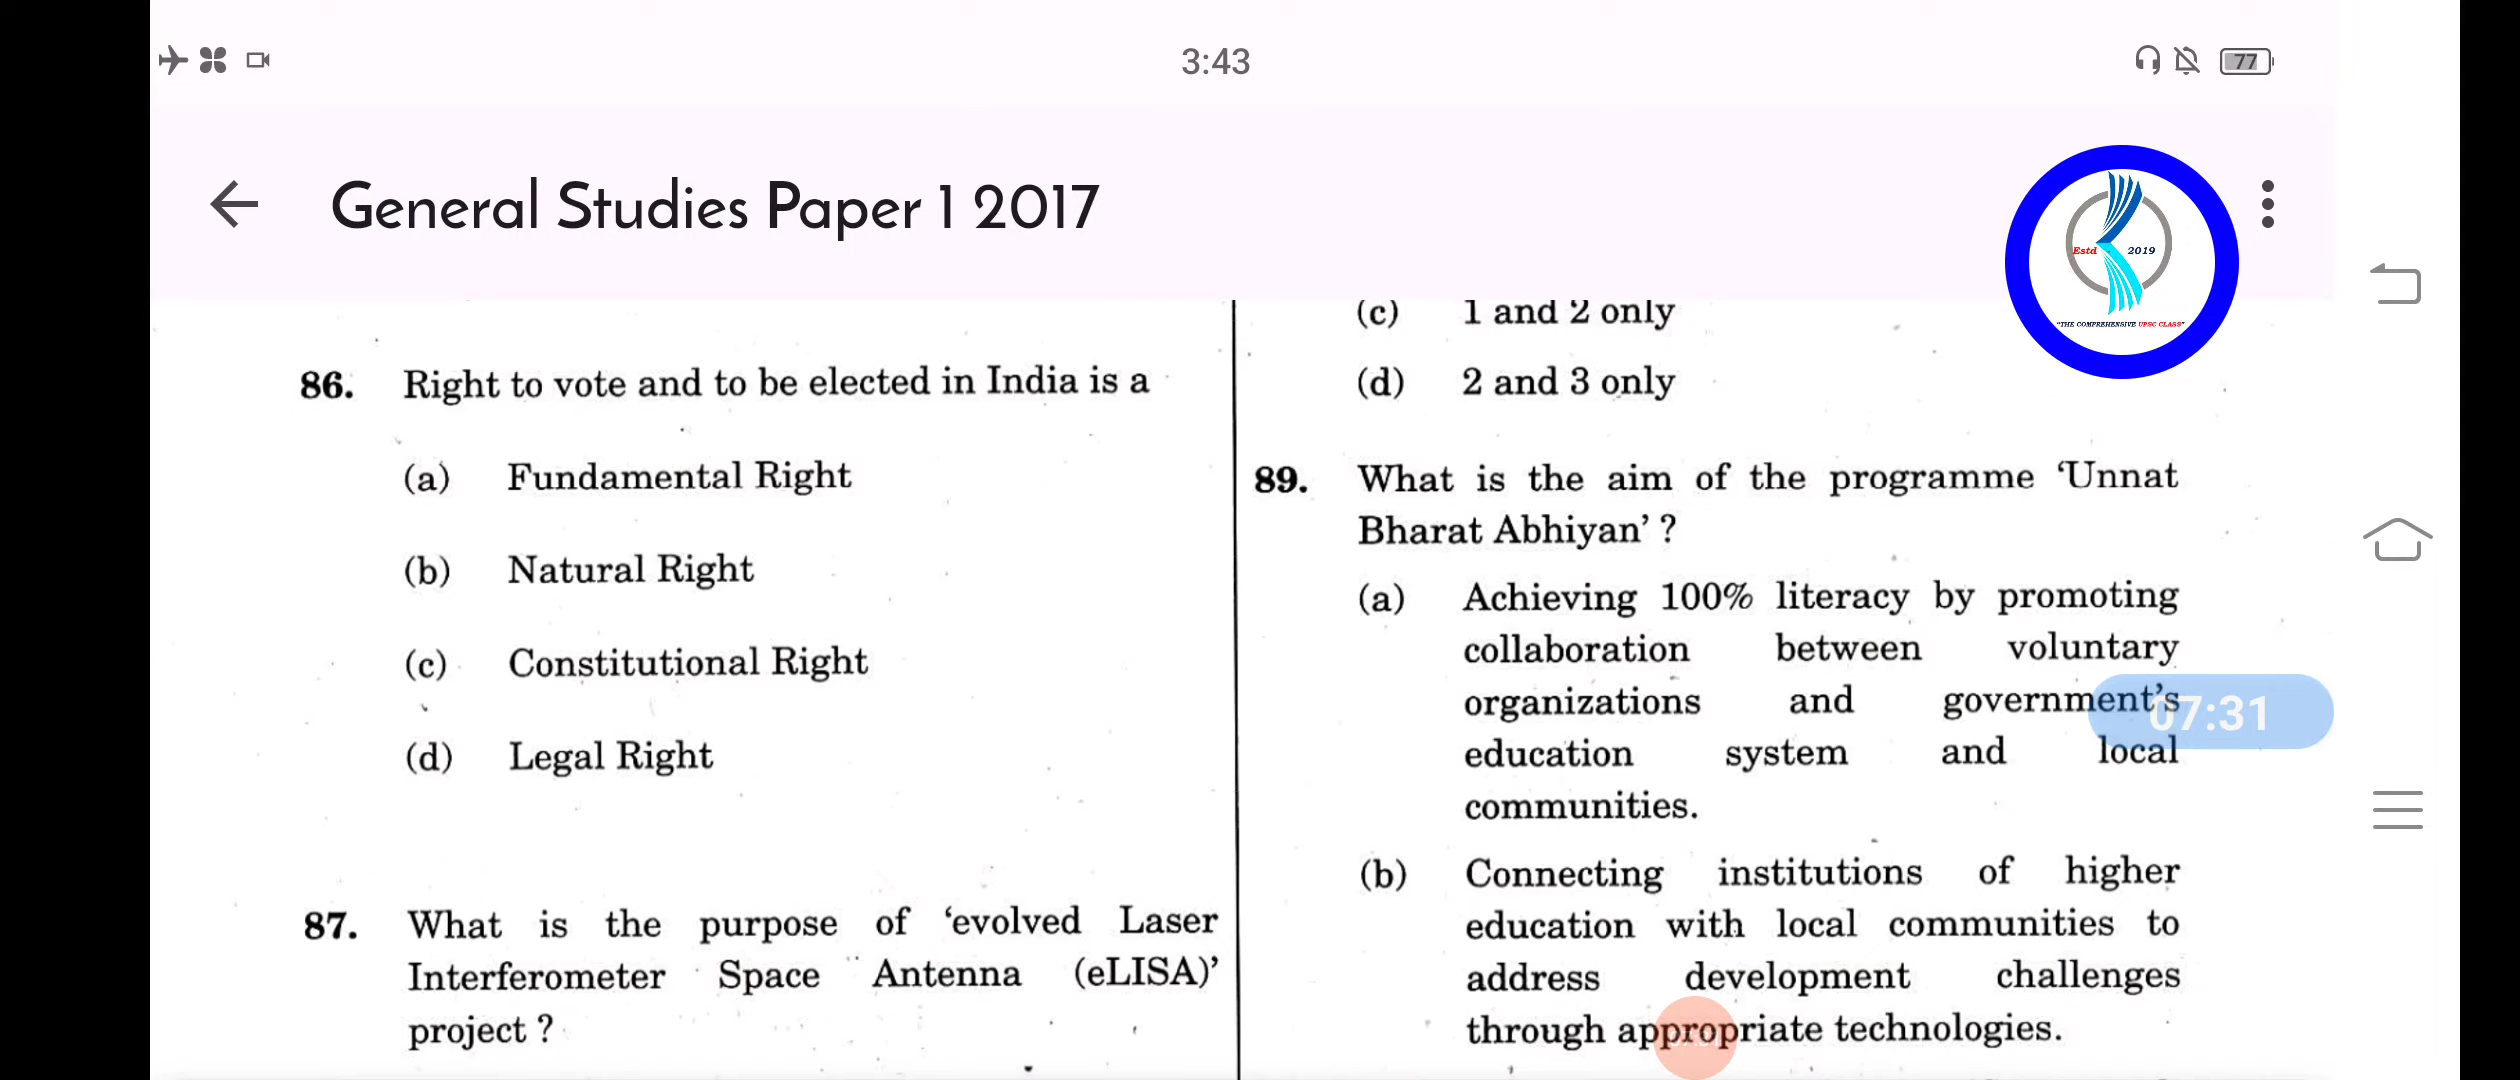 3:43
77
General Studies Paper 1 2017
Estd 2019
"THE COMPREHENSIVE UPSC CLASS"
86. Right to vote and to be elected in India is a
(a) Fundamental Right
(b) Natural Right
(c) Constitutional Right
(d) Legal Right
87. What is the purpose of ‘evolved Laser
Interferometer Space Antenna (eLISA)’
project ?
(c) 1 and 2 only
(d) 2 and 3 only
89. What is the aim of the programme ‘Unnat
Bharat Abhiyan’ ?
(a) Achieving 100% literacy by promoting
collaboration between voluntary
organizations and government’s
education system and local
communities.
(b) Connecting institutions of higher
education with local communities to
address development challenges
through appropriate technologies.
07:31